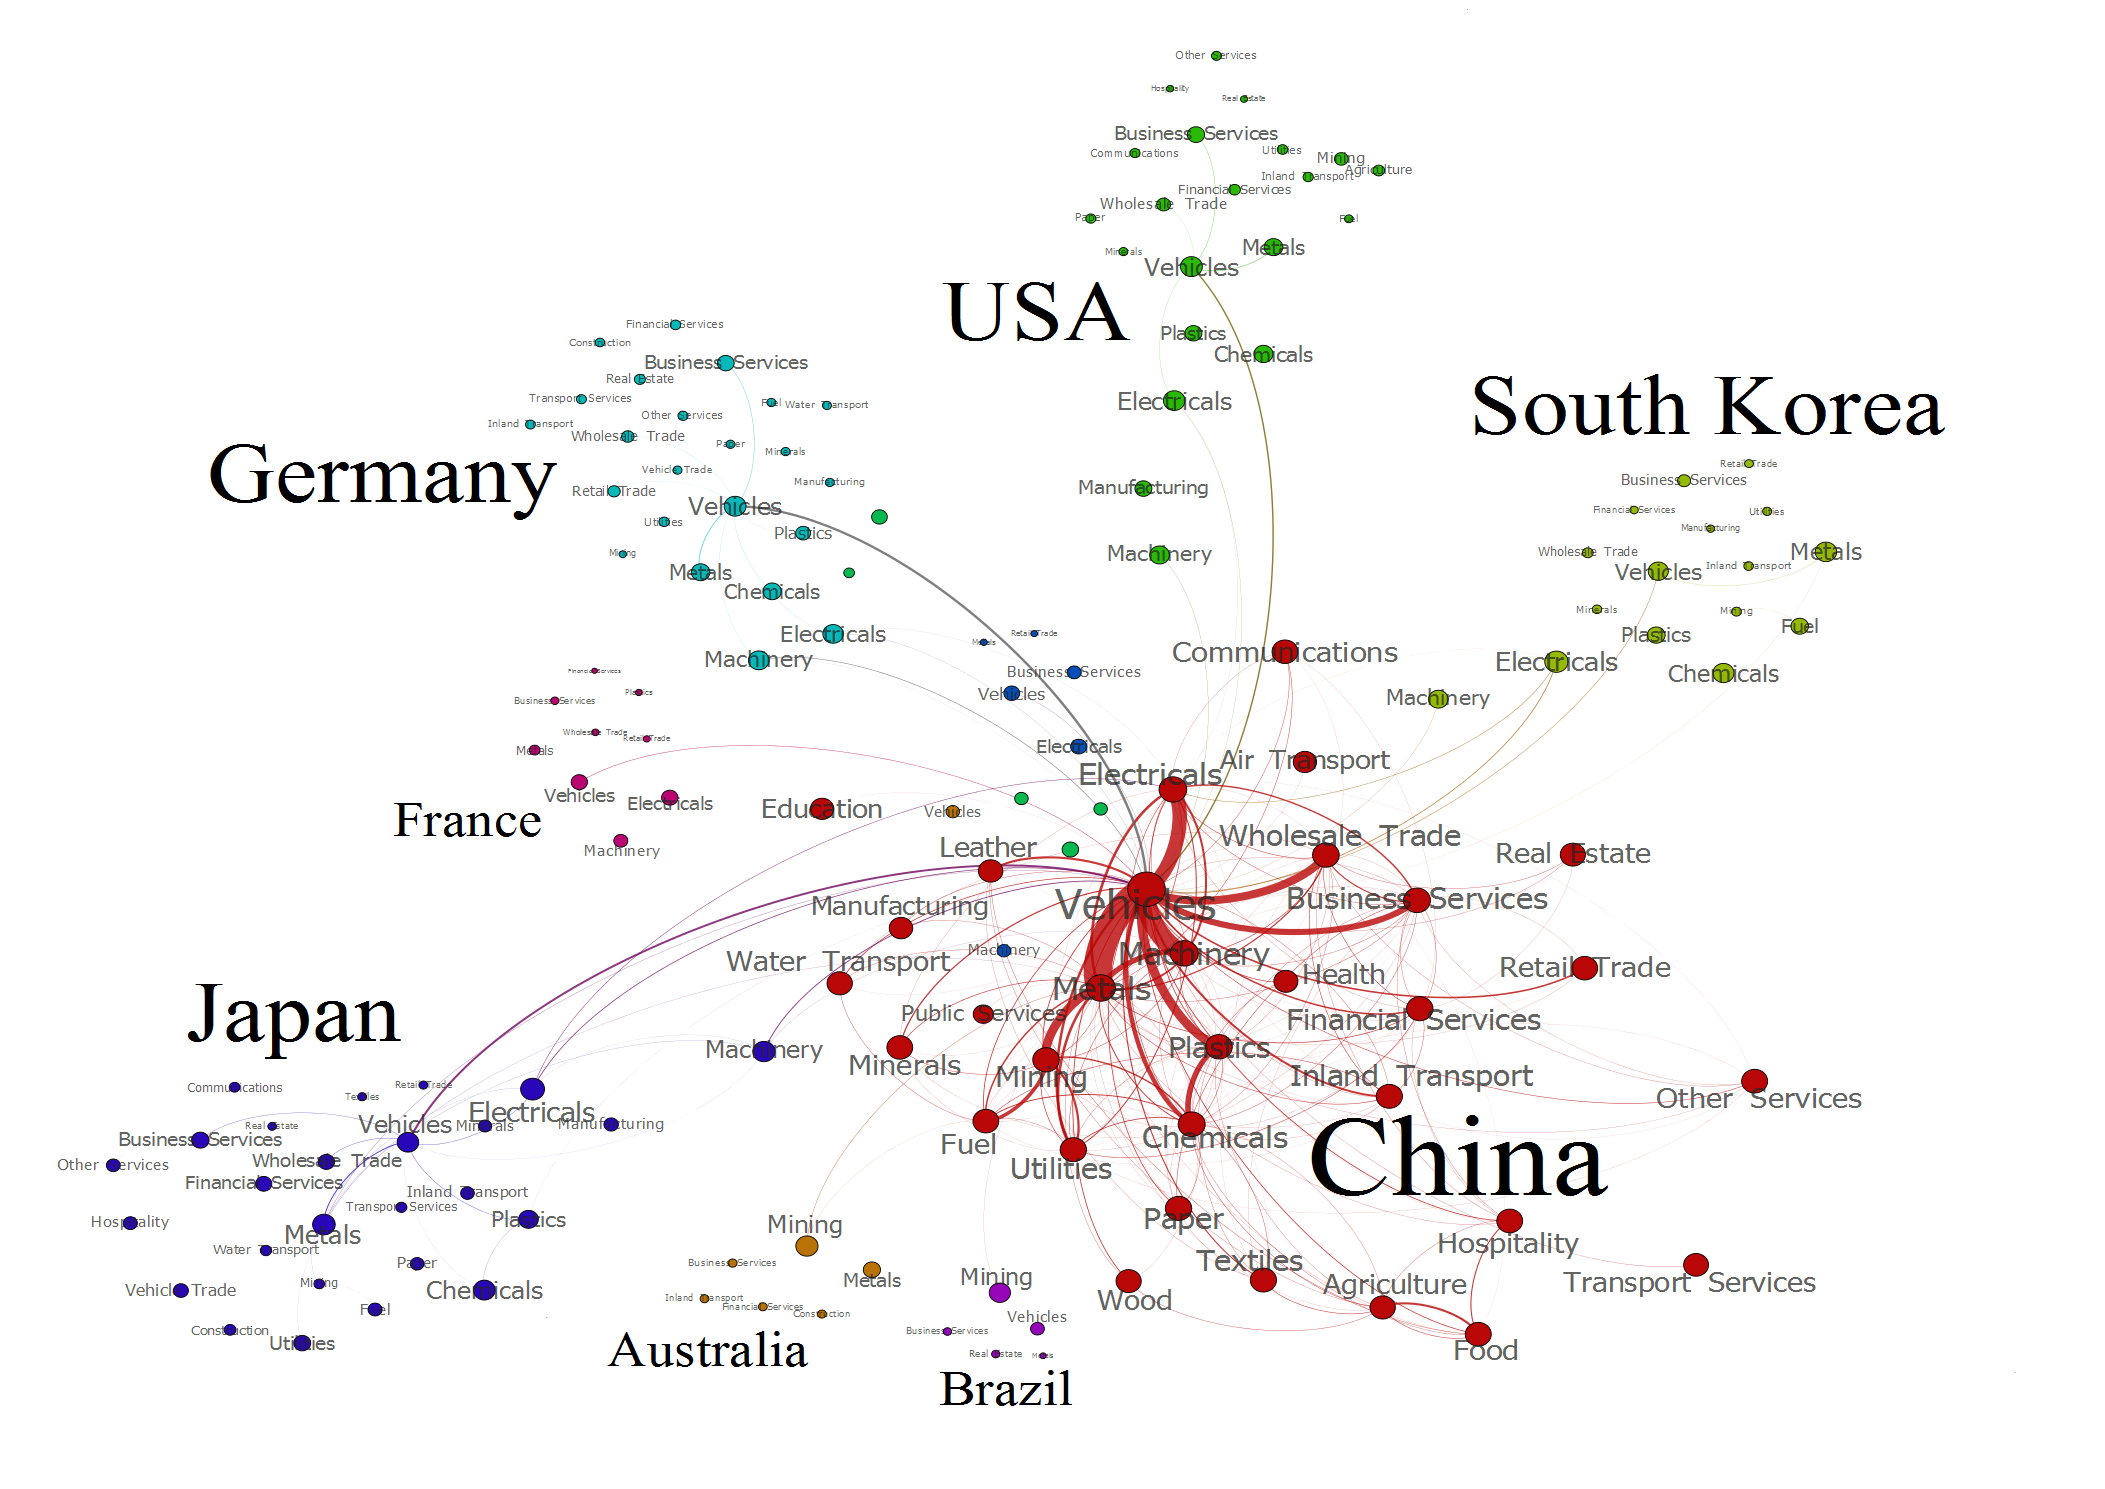 Other Services
Hospitality
Real Estate
Business Services
Communications
Utilities
Mining
Agriculture
Inland Transport
Financial Services
Wholesale Trade
Paper
Fuel
Minerals
Metals
Vehicles
USA
Plastics
Chemicals
Electricals
Manufacturing
Machinery
Financial Services
Construction
Business Services
Real Estate
Transport Services
Fuel
Water Transport
Other Services
Inland Transport
Wholesale Trade
Paper
Minerals
Germany
Vehicle Trade
Manufacturing
Retail Trade
Vehicles
Utilities
Plastics
Mining
Metals
Chemicals
Electricals
Machinery
South Korea
Retail Trade
Business Services
Financial Services
Utilities
Manufacturing
Wholesale Trade
Metals
Vehicles
Inland Transport
Minerals
Mining
Plastics
Fuel
Electricals
Chemicals
Machinery
Retail Trade
Metals
Business Services
Vehicles
Electricals
Machinery
Financial Services
Plastics
Business Services
Wholesale Trade
Retail Trade
Metals
Vehicles
Electricals
France
Machinery
Communications
Air Transport
Electricals
Education
Vehicles
Leather
Wholesale Trade
Real Estate
Business Services
Vehicles
Manufacturing
Machinery
Water Transport
Metals
Health
Retail Trade
Public Services
Financial Services
Plastics
Minerals
Mining
Inland Transport
Other Services
Fuel
Chemicals
Utilities
China
Paper
Hospitality
Textiles
Agriculture
Transport Services
Wood
Food
Japan
Machinery
Communications
Retail Trade
Textiles
Electricals
Vehicles
Real Estate
Minerals
Manufacturing
Business Services
Other Services
Wholesale Trade
Financial Services
Inland Transport
Transport Services
Hospitality
Metals
Plastics
Water Transport
Paper
Mining
Vehicle Trade
Chemicals
Fuel
Construction
Utilities
Mining
Business Services
Metals
Inland Transport
Financial Services
Construction
Australia
Mining
Vehicles
Business Services
Real Estate
Metals
Brazil